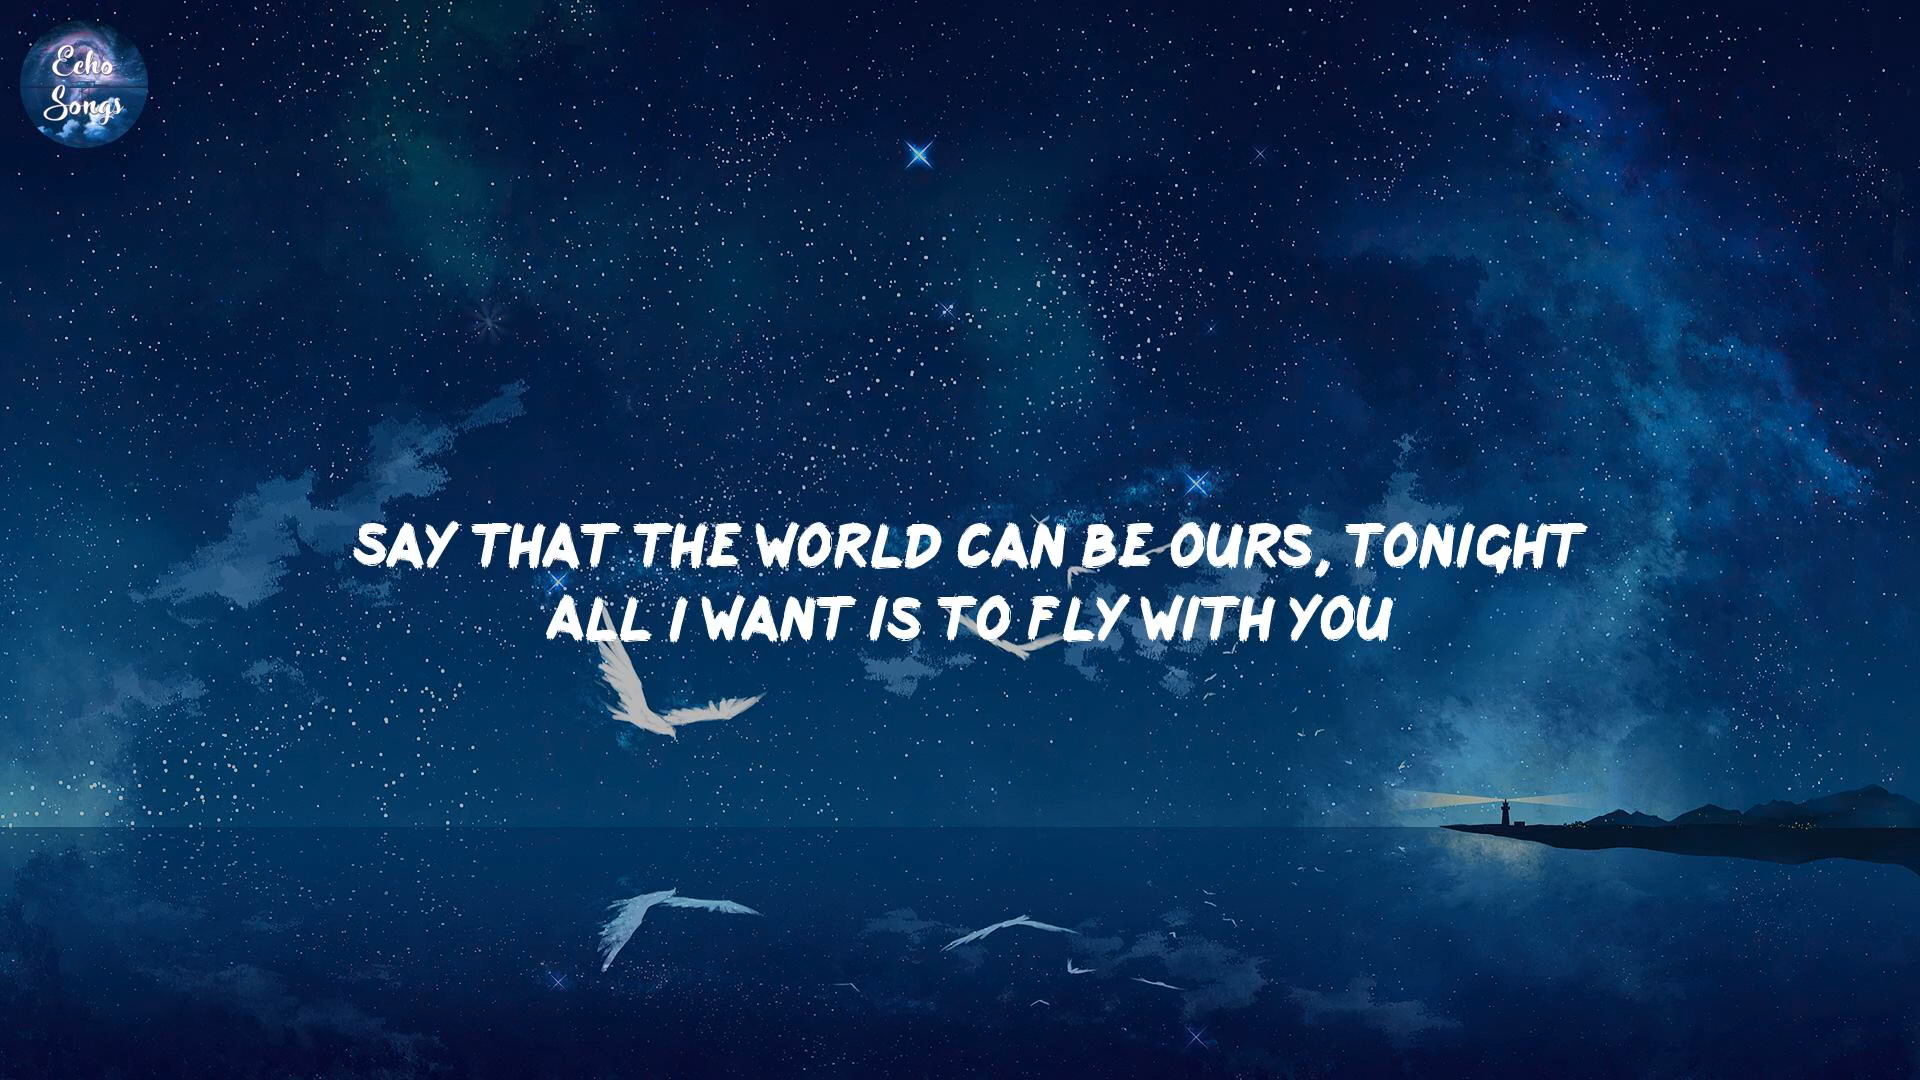 Echo
Songs
SAY THAT THE WORLD CAN BE OURS, TONIGHT
ALL I WANT IS TO FLY WITH YOU